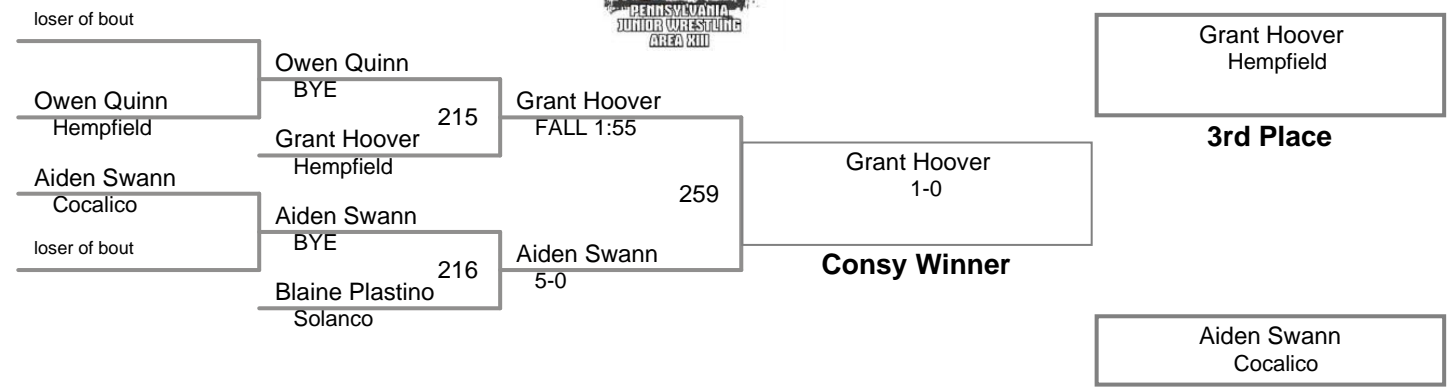 PENNSYLVANIA
JUNIOR WRESTLING
AREA XIII
loser of bout
Owen Quinn
Hempfield
Aiden Swann
Cocalico
loser of bout
Owen Quinn
BYE
215
Grant Hoover
Hempfield
Aiden Swann
BYE
216
Blaine Plastino
Solanco
Grant Hoover
FALL 1:55
259
Aiden Swann
5-0
Grant Hoover
1-0
Consy Winner
Grant Hoover
Hempfield
3rd Place
Aiden Swann
Cocalico